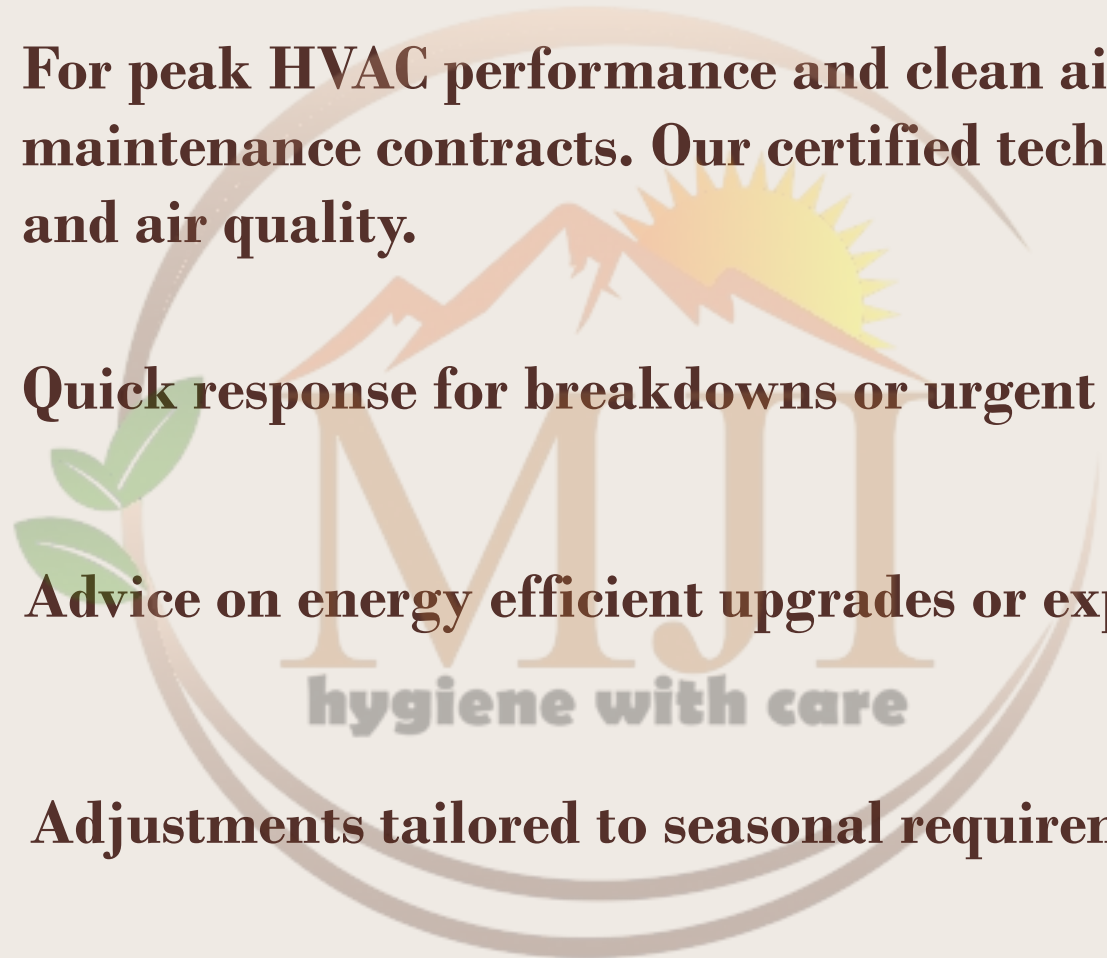 For peak HVAC performance and clean ai
maintenance contracts. Our certified tech
and air quality.
Quick response for breakdowns or urgent
Advice on energy efficient upgrades or exp
MJI
hygiene with care
Adjustments tailored to seasonal requiren